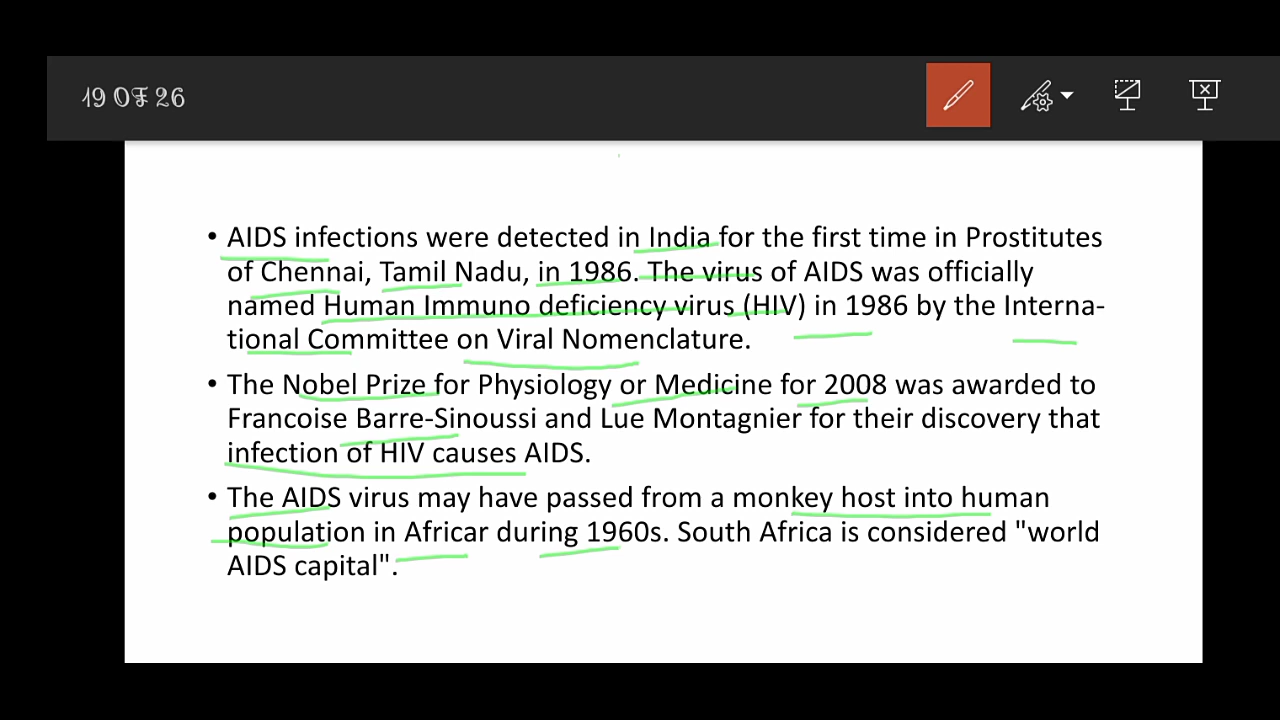 19 OF 26
• AIDS infections were detected in India for the first time in Prostitutes
of Chennai, Tamil Nadu, in 1986. The virus of AIDS was officially
named Human Immuno deficiency virus (HIV) in 1986 by the Interna-
tional Committee on Viral Nomenclature.
• The Nobel Prize for Physiology or Medicine for 2008 was awarded to
Francoise Barre-Sinoussi and Lue Montagnier for their discovery that
infection of HIV causes AIDS.
• The AIDS virus may have passed from a monkey host into human
population in Africar during 1960s. South Africa is considered "world
AIDS capital".